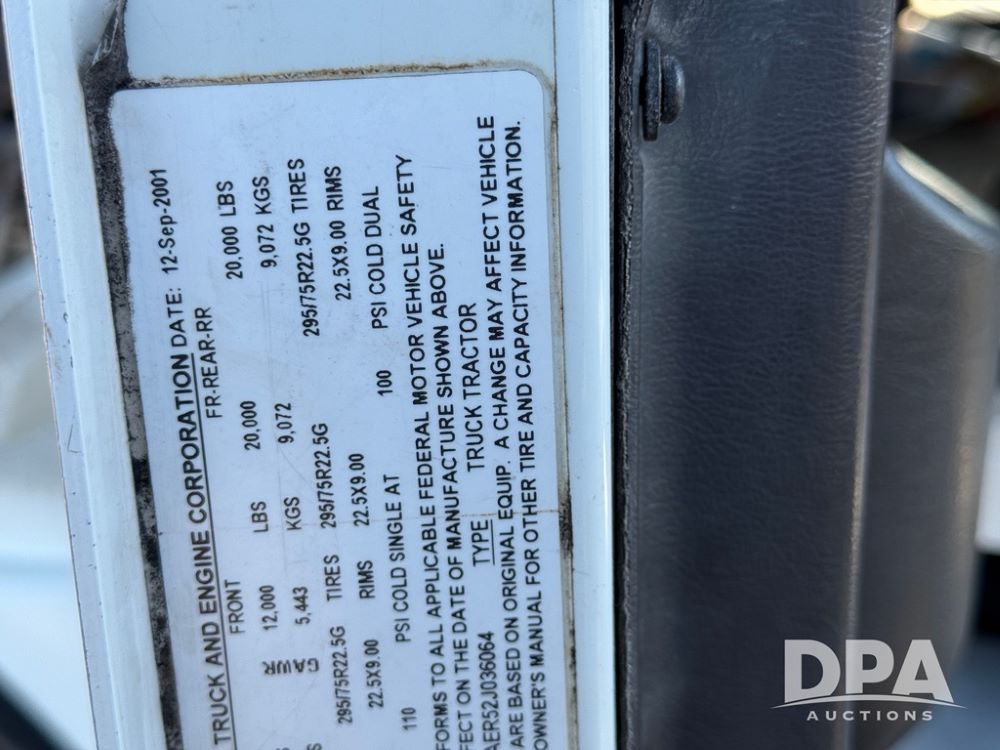 TRUCK AND ENGINE CORPORATION DATE: 12-Sep-2001
FRONT FR-REAR-RR
GAWR 12,000 LBS 20,000 20,000 LBS
5,443 KGS 9,072 9,072 KGS
295/75R22.5G TIRES 295/75R22.5G 295/75R22.5G TIRES
22.5X9.00 RIMS 22.5X9.00 22.5X9.00 RIMS
110 PSI COLD SINGLE AT 100 PSI COLD DUAL
FORMS TO ALL APPLICABLE FEDERAL MOTOR VEHICLE SAFETY
FECT ON THE DATE OF MANUFACTURE SHOWN ABOVE.
AER52J036064 TYPE TRUCK TRACTOR
ARE BASED ON ORIGINAL EQUIP. A CHANGE MAY AFFECT VEHICLE
OWNER'S MANUAL FOR OTHER TIRE AND CAPACITY INFORMATION.
DPA
AUCTIONS